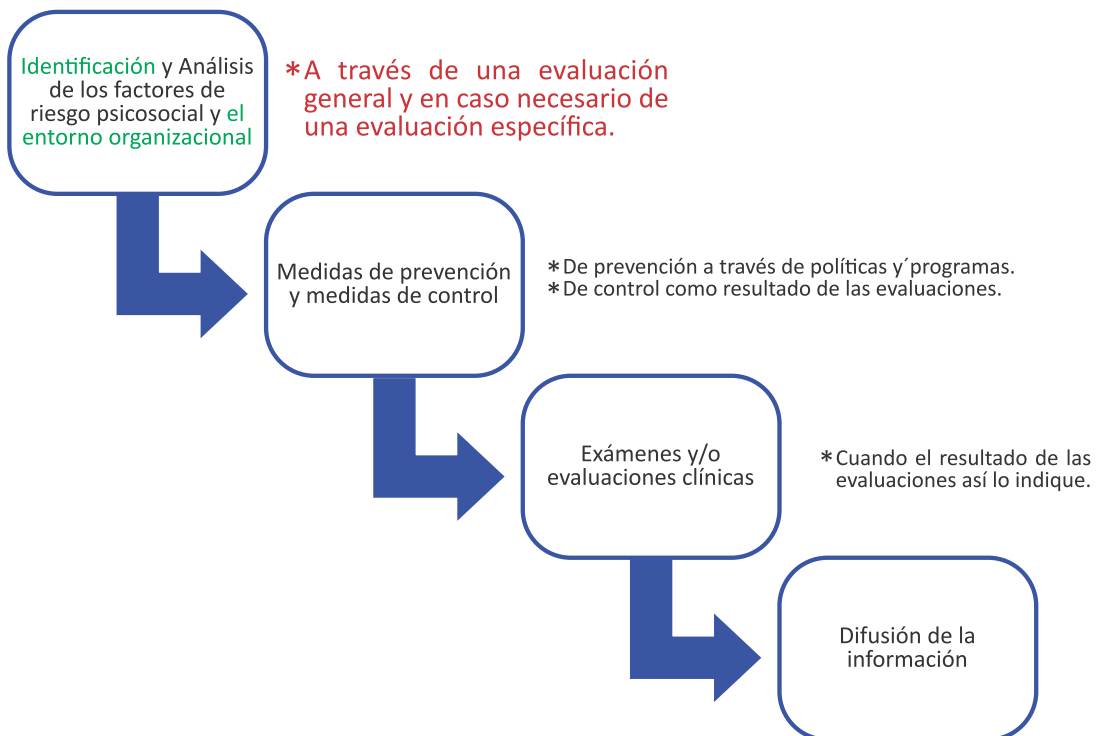 Identificación y Análisis
de los factores de
riesgo psicosocial y el
entorno organizacional
*A través de una evaluación
general y en caso necesario de
una evaluación específica.
Medidas de prevención
y medidas de control
*De prevención a través de políticas y´programas.
*De control como resultado de las evaluaciones.
Exámenes y/o
evaluaciones clínicas
*Cuando el resultado de las
evaluaciones así lo indique.
Difusión de la
información